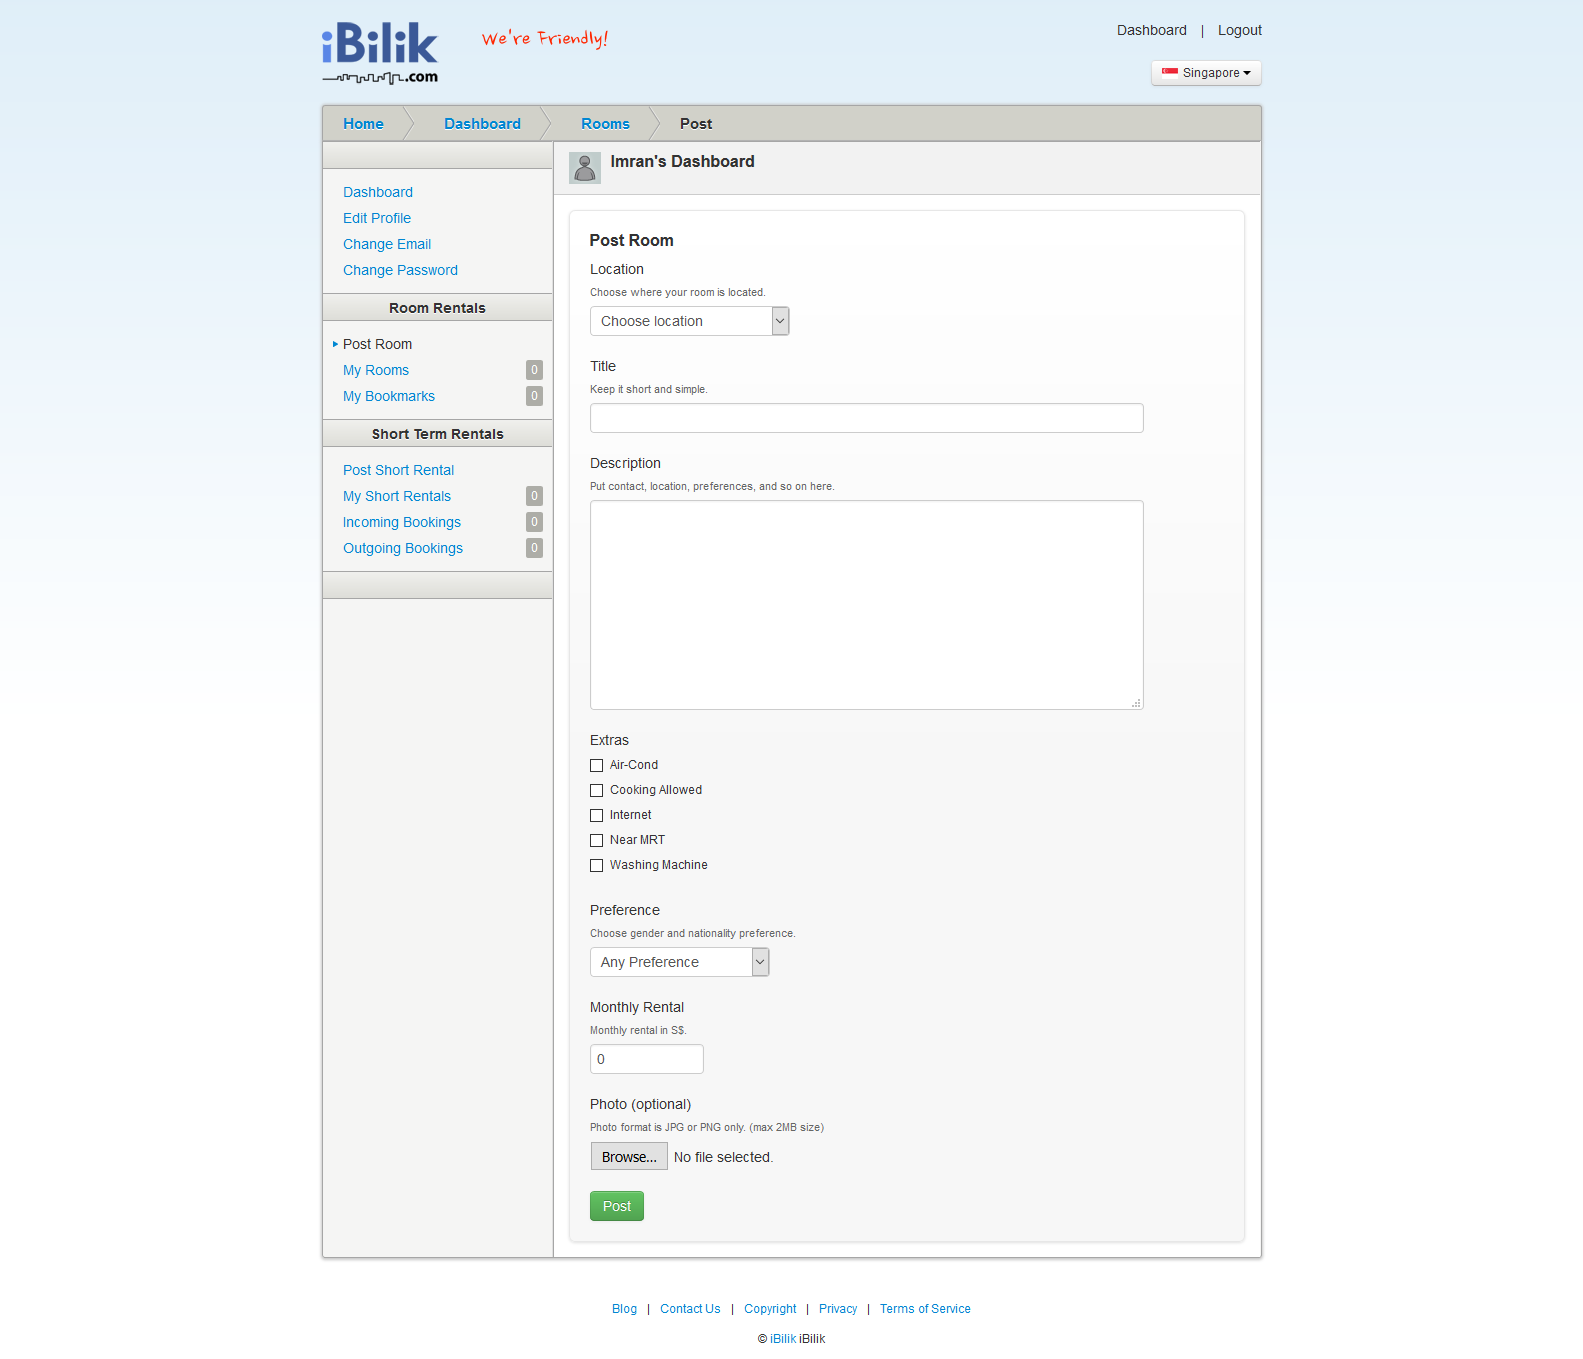 iBilik
.com
We're Friendly!
Dashboard | Logout
Singapore
Home
Dashboard
Rooms
Post
Dashboard
Edit Profile
Change Email
Change Password
Room Rentals
Post Room
My Rooms 0
My Bookmarks 0
Short Term Rentals
Post Short Rental
My Short Rentals 0
Incoming Bookings 0
Outgoing Bookings 0
Imran's Dashboard
Post Room
Location
Choose where your room is located.
Choose location
Title
Keep it short and simple.
Description
Put contact, location, preferences, and so on here.
Extras
Air-Cond
Cooking Allowed
Internet
Near MRT
Washing Machine
Preference
Choose gender and nationality preference.
Any Preference
Monthly Rental
Monthly rental in S$.
0
Photo (optional)
Photo format is JPG or PNG only. (max 2MB size)
Browse... No file selected.
Post
Blog | Contact Us | Copyright | Privacy | Terms of Service
© iBilik iBilik